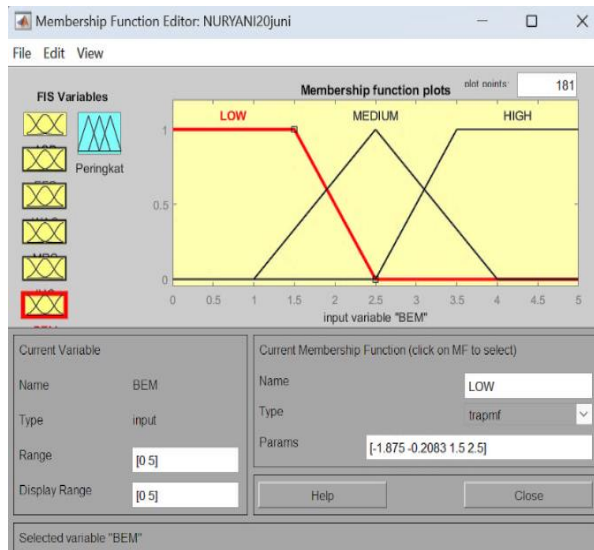 Membership Function Editor: NURYANI20juni
File Edit View
FIS Variables
Peringkat
Membership function plots
plot points:
181
LOW
MEDIUM
HIGH
1
0.5
0
0 0.5 1 1.5 2 2.5 3 3.5 4 4.5 5
input variable "BEM"
Current Variable
Name BEM
Type input
Range [0 5]
Display Range [0 5]
Current Membership Function (click on MF to select)
Name LOW
Type trapmf
Params [-1.875 -0.2083 1.5 2.5]
Help Close
Selected variable "BEM"